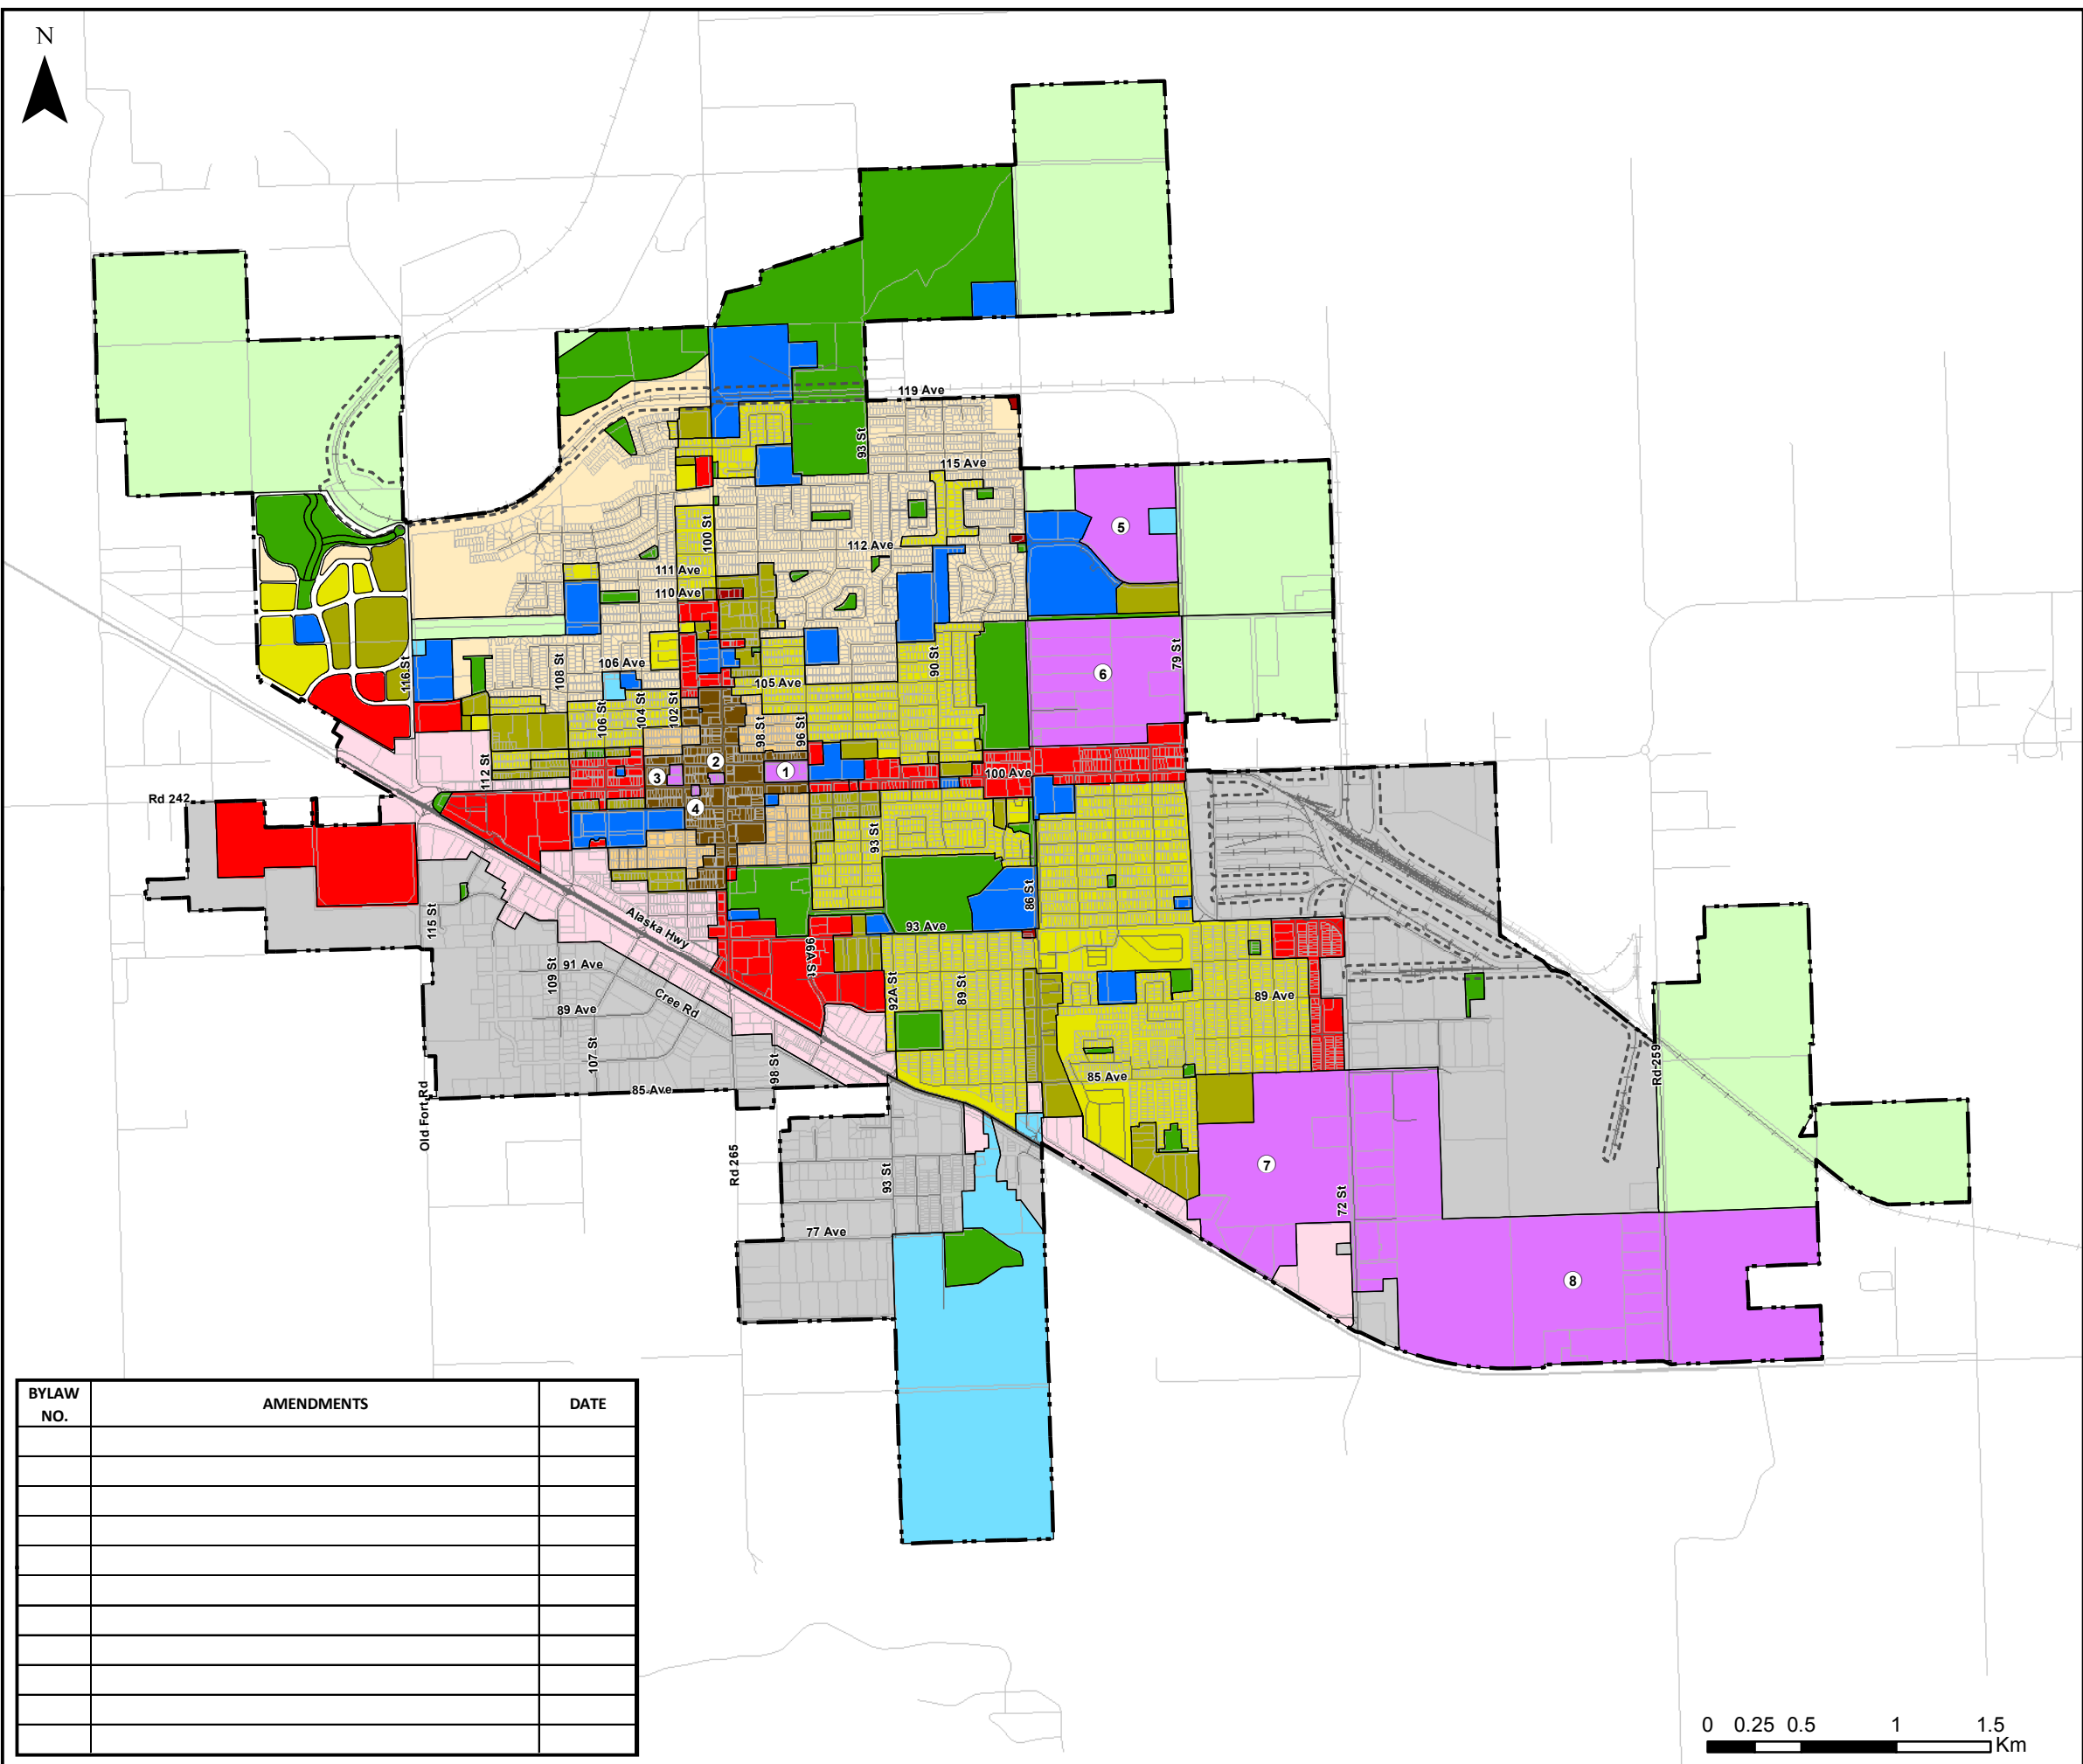 N
119 Ave
93 St
115 Ave
100 St
112 Ave
5
111 Ave
110 Ave
116 St
108 St
106 Ave
90 St
79 St
6
105 Ave
106 St
104 St
102 St
98 St
96 St
112 St
2
3
1
100 Ave
Rd 242
4
93 St
86 St
115 St
Alaska Hwy
93 Ave
96A St
91 Ave
109 St
92A St
89 St
89 Ave
Cree Rd
89 Ave
107 St
98 St
85 Ave
Rd 259
85 Ave
Old Fort Rd
Rd 265
93 St
7
72 St
77 Ave
8
BYLAW
NO.
AMENDMENTS
DATE
0 0.25 0.5 1 1.5
Km